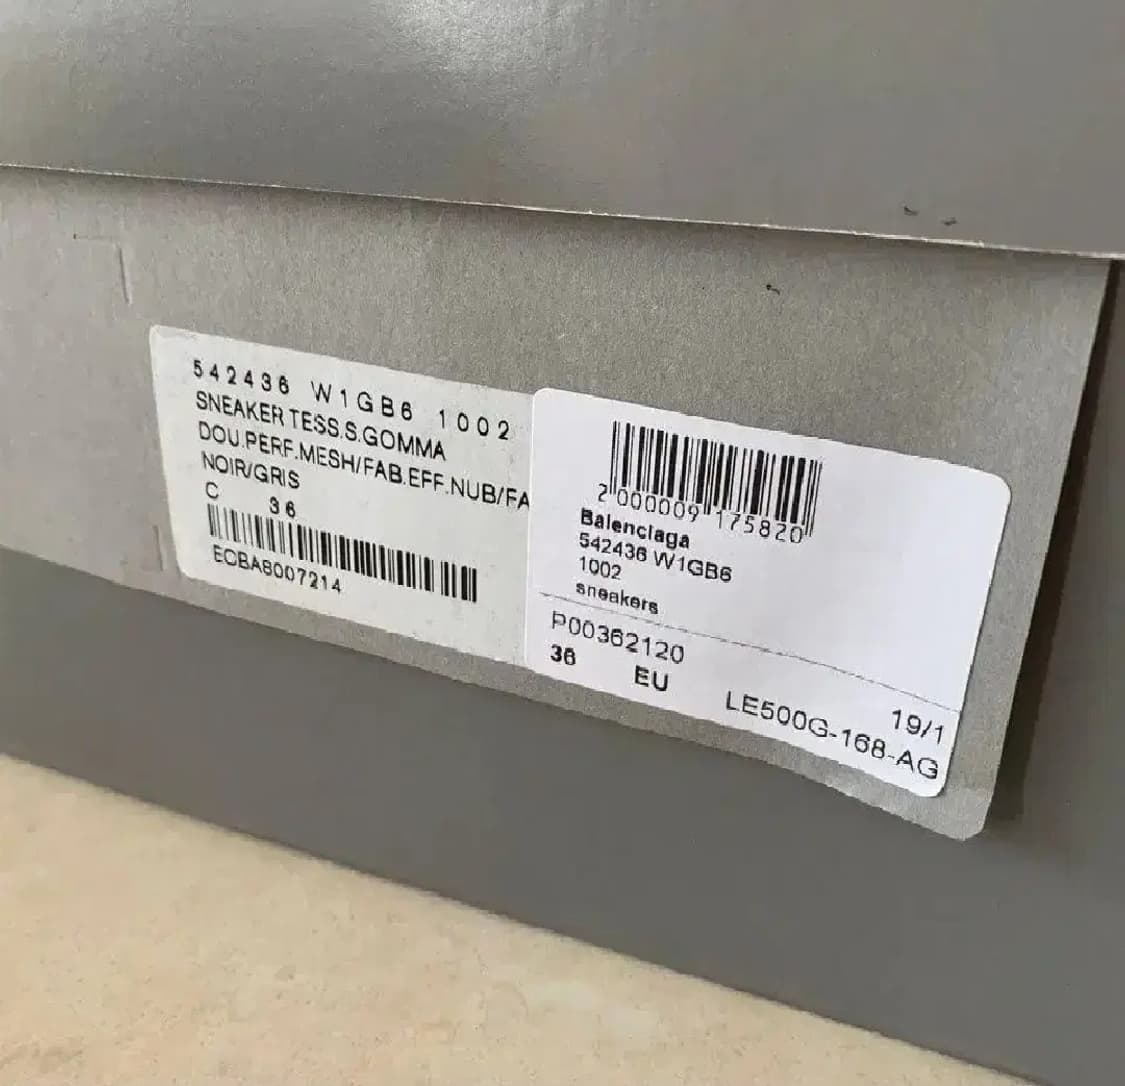 542436 W1GB6 1002
SNEAKER TESS.S.GOMMA
DOU.PERF.MESH/FAB.EFF.NUB/FA
NOIR/GRIS
C 36
ECBA8007214
2 000009 175820
Balenciaga
542436 W1GB6
1002
sneakers
P00362120
36 EU
19/1
LE500G-168-AG